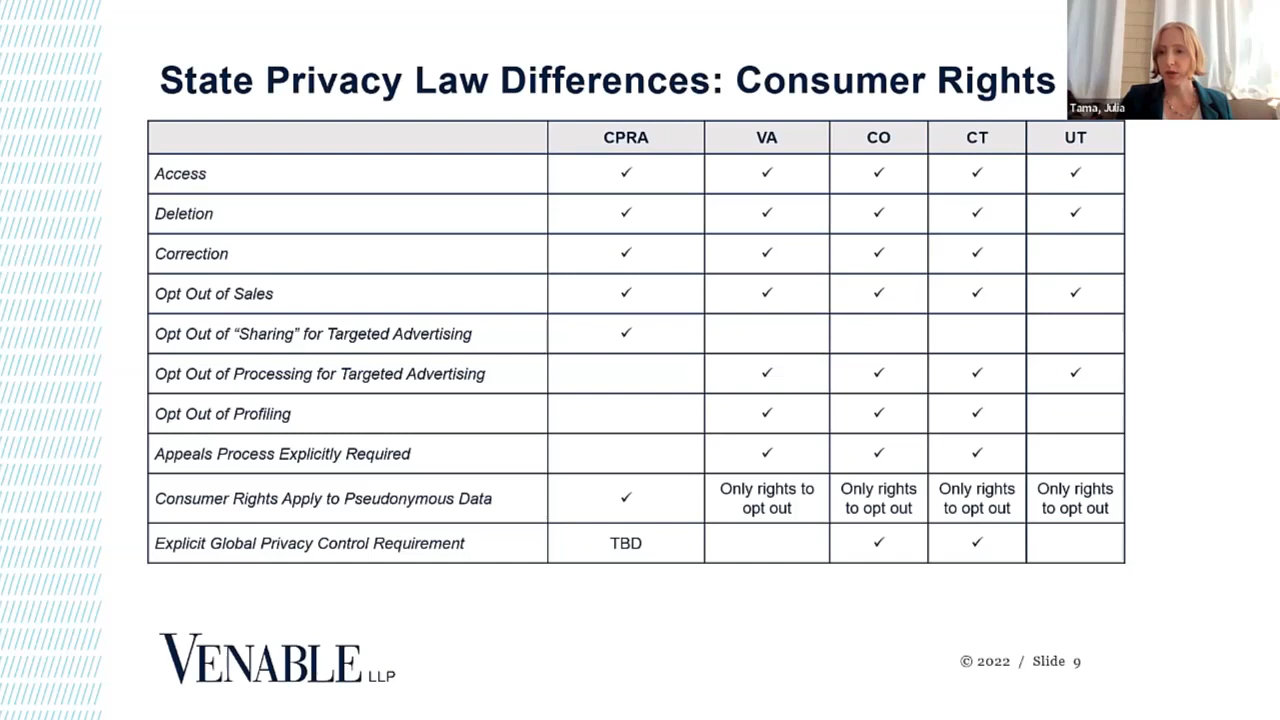 State Privacy Law Differences: Consumer Rights
Tama, Julia
CPRA VA CO CT UT
Access ✓ ✓ ✓ ✓ ✓
Deletion ✓ ✓ ✓ ✓ ✓
Correction ✓ ✓ ✓ ✓
Opt Out of Sales ✓ ✓ ✓ ✓ ✓
Opt Out of “Sharing” for Targeted Advertising ✓
Opt Out of Processing for Targeted Advertising ✓ ✓ ✓ ✓
Opt Out of Profiling ✓ ✓ ✓
Appeals Process Explicitly Required ✓ ✓ ✓
Consumer Rights Apply to Pseudonymous Data ✓
Only rights to
opt out
Only rights
to opt out
Only rights
to opt out
Only rights
to opt out
Explicit Global Privacy Control Requirement TBD ✓ ✓
VENABLE LLP
© 2022 / Slide 9